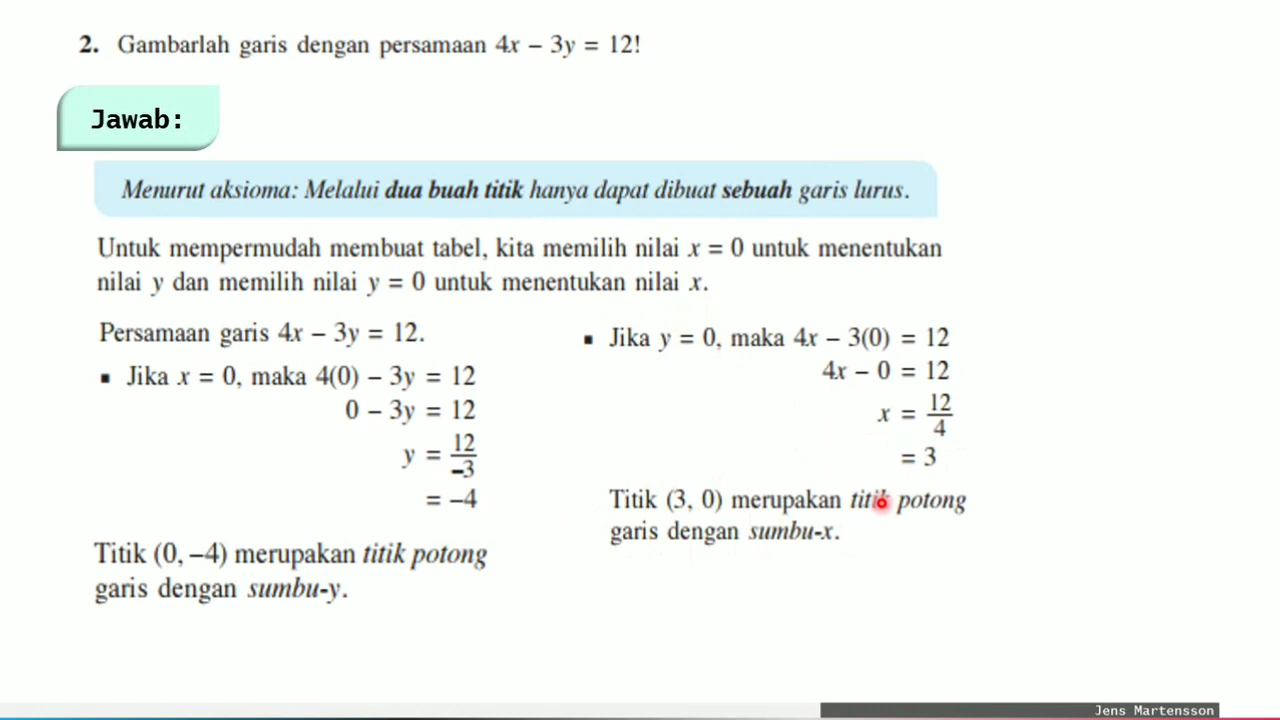 2. Gambarlah garis dengan persamaan 4x – 3y = 12!
Jawab:
Menurut aksioma: Melalui dua buah titik hanya dapat dibuat sebuah garis lurus.
Untuk mempermudah membuat tabel, kita memilih nilai x = 0 untuk menentukan
nilai y dan memilih nilai y = 0 untuk menentukan nilai x.
Persamaan garis 4x – 3y = 12.
▪ Jika x = 0, maka 4(0) – 3y = 12
0 – 3y = 12
y = 12/–3
= –4
Titik (0, –4) merupakan titik potong
garis dengan sumbu-y.
▪ Jika y = 0, maka 4x – 3(0) = 12
4x – 0 = 12
x = 12/4
= 3
Titik (3, 0) merupakan titik potong
garis dengan sumbu-x.
Jens Martensson